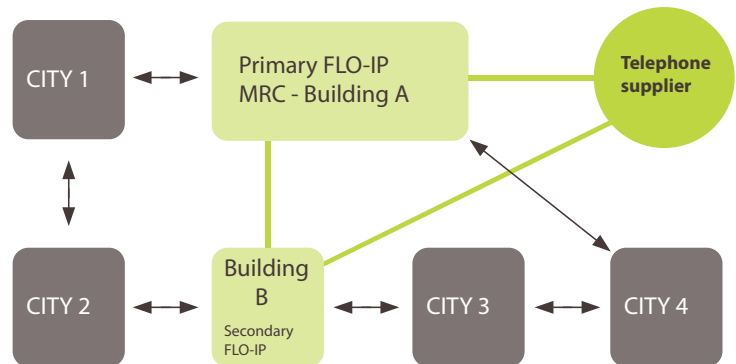 CITY 1
Primary FLO-IP
MRC - Building A
Telephone
supplier
CITY 2
Building
B
Secondary
FLO-IP
CITY 3
CITY 4